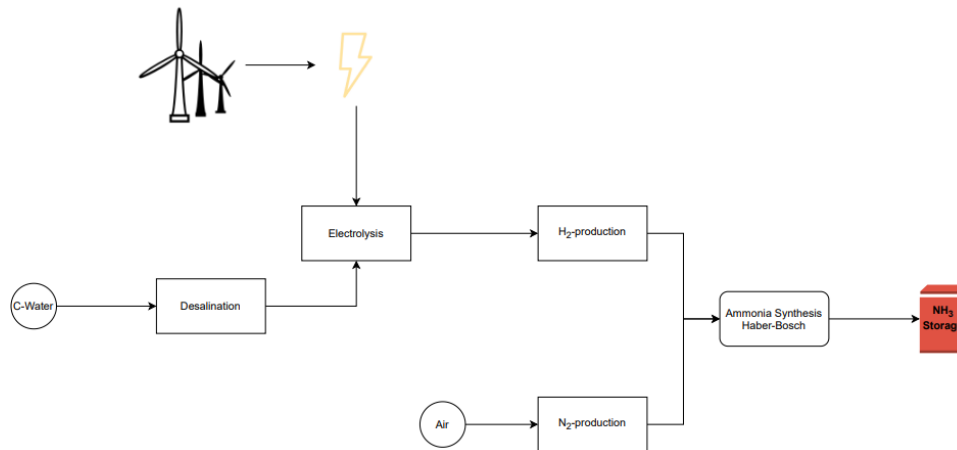 Electrolysis
H₂-production
C-Water
Desalination
Ammonia Synthesis
Haber-Bosch
NH₃
Storag
Air
N₂-production